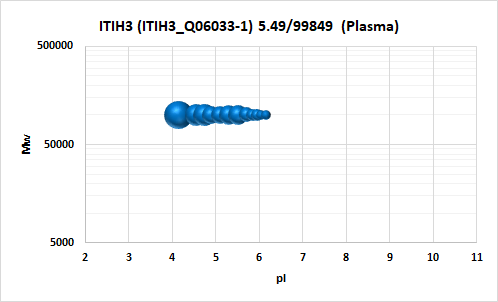 ITIH3 (ITIH3_Q06033-1) 5.49/99849 (Plasma)
500000
50000
5000
Mw
2 3 4 5 6 7 8 9 10 11
pI